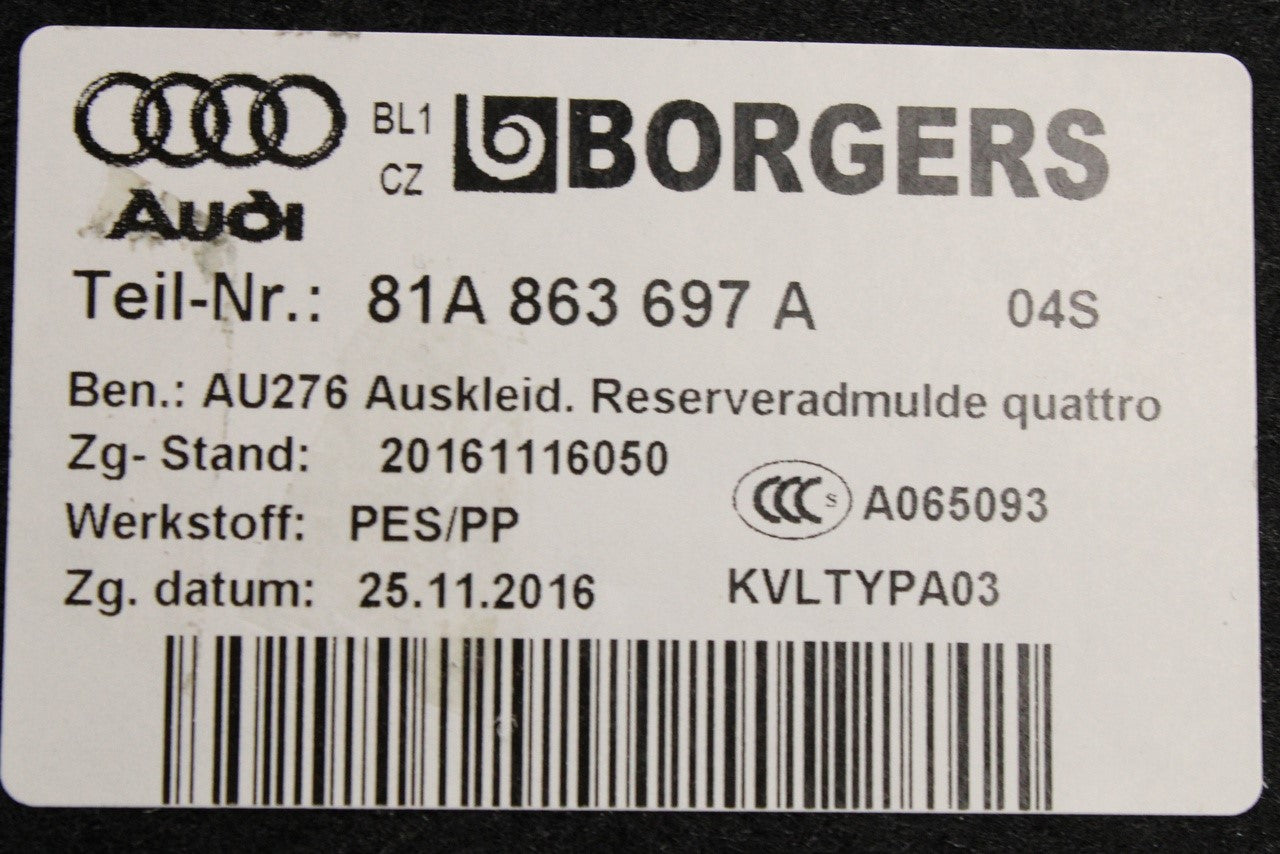 Audi
BL1
CZ
BORGERS
Teil-Nr.: 81A 863 697 A 04S
Ben.: AU276 Auskleid. Reserveradmulde quattro
Zg- Stand: 20161116050
CCC S A065093
Werkstoff: PES/PP
Zg. datum: 25.11.2016 KVLTYPA03